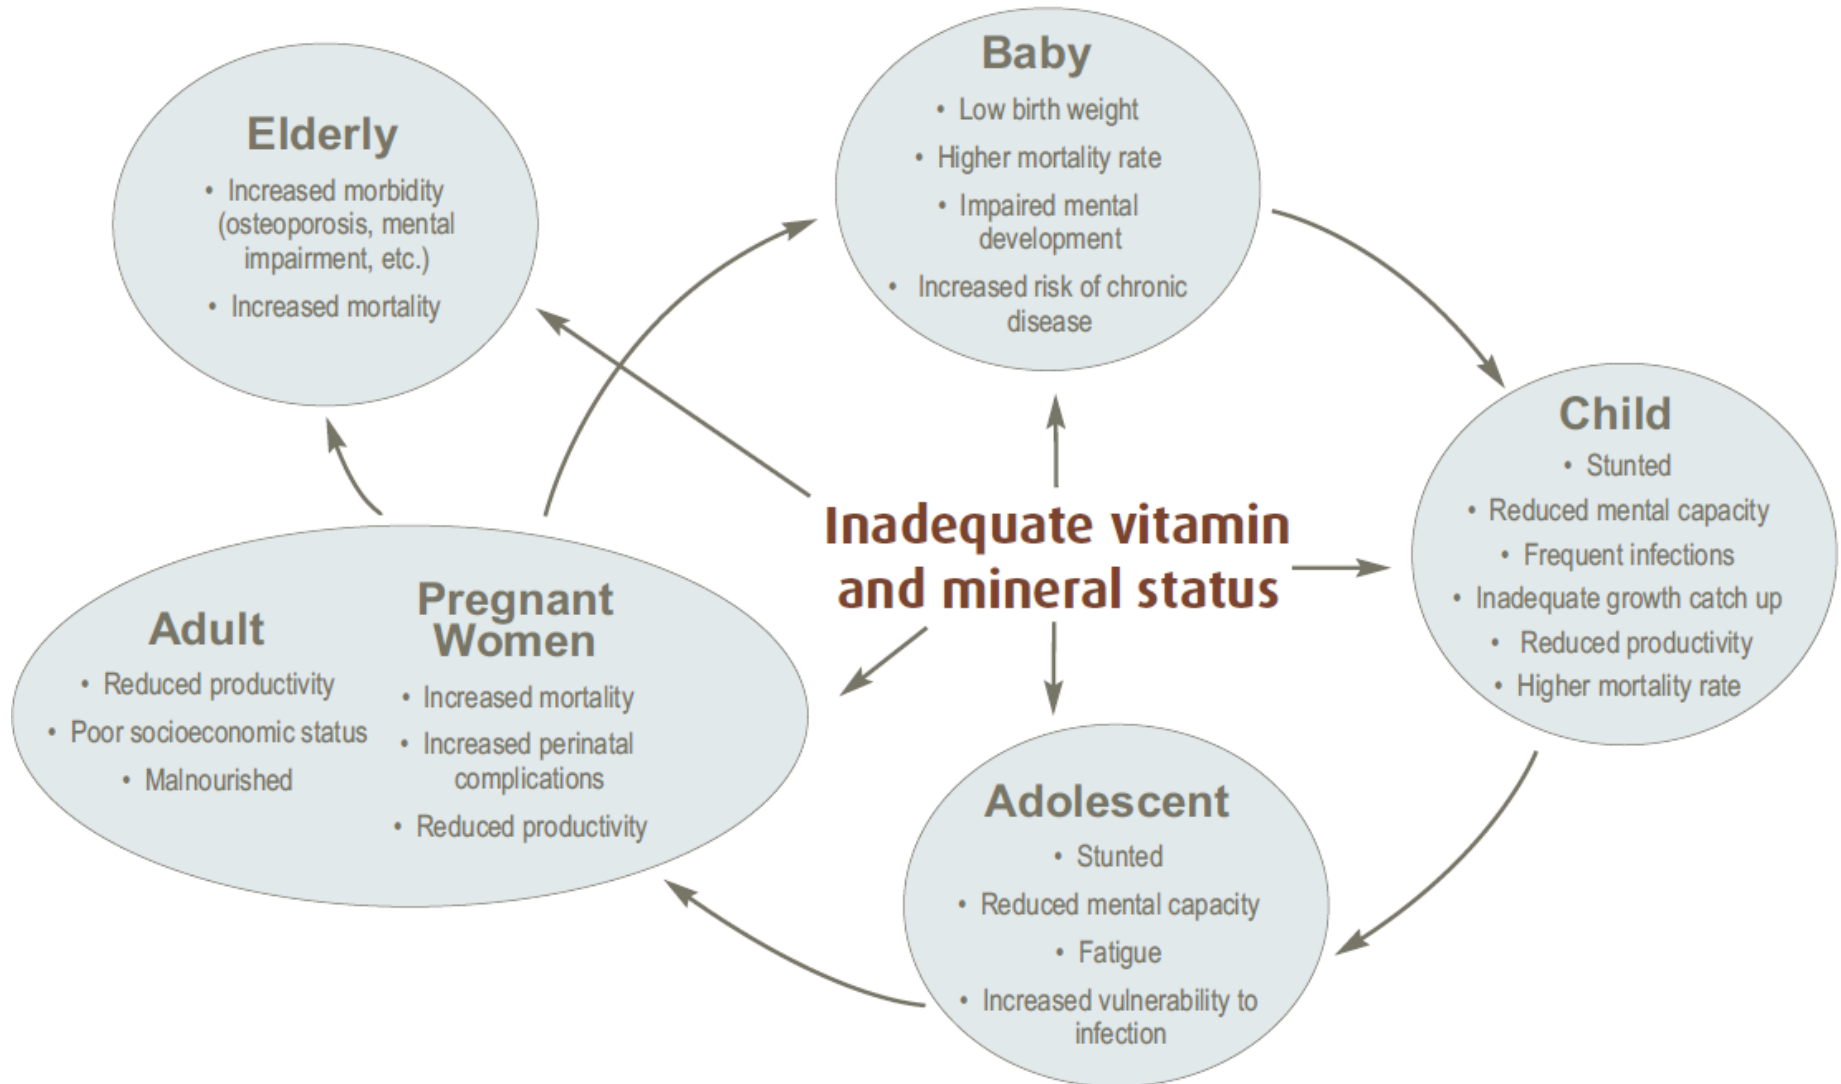 Baby
• Low birth weight
• Higher mortality rate
• Impaired mental
development
• Increased risk of chronic
disease
Elderly
• Increased morbidity
(osteoporosis, mental
impairment, etc.)
• Increased mortality
Child
• Stunted
• Reduced mental capacity
• Frequent infections
• Inadequate growth catch up
• Reduced productivity
• Higher mortality rate
Inadequate vitamin
and mineral status
Adult
• Reduced productivity
• Poor socioeconomic status
• Malnourished
Pregnant
Women
• Increased mortality
• Increased perinatal
complications
• Reduced productivity
Adolescent
• Stunted
• Reduced mental capacity
• Fatigue
• Increased vulnerability to
infection